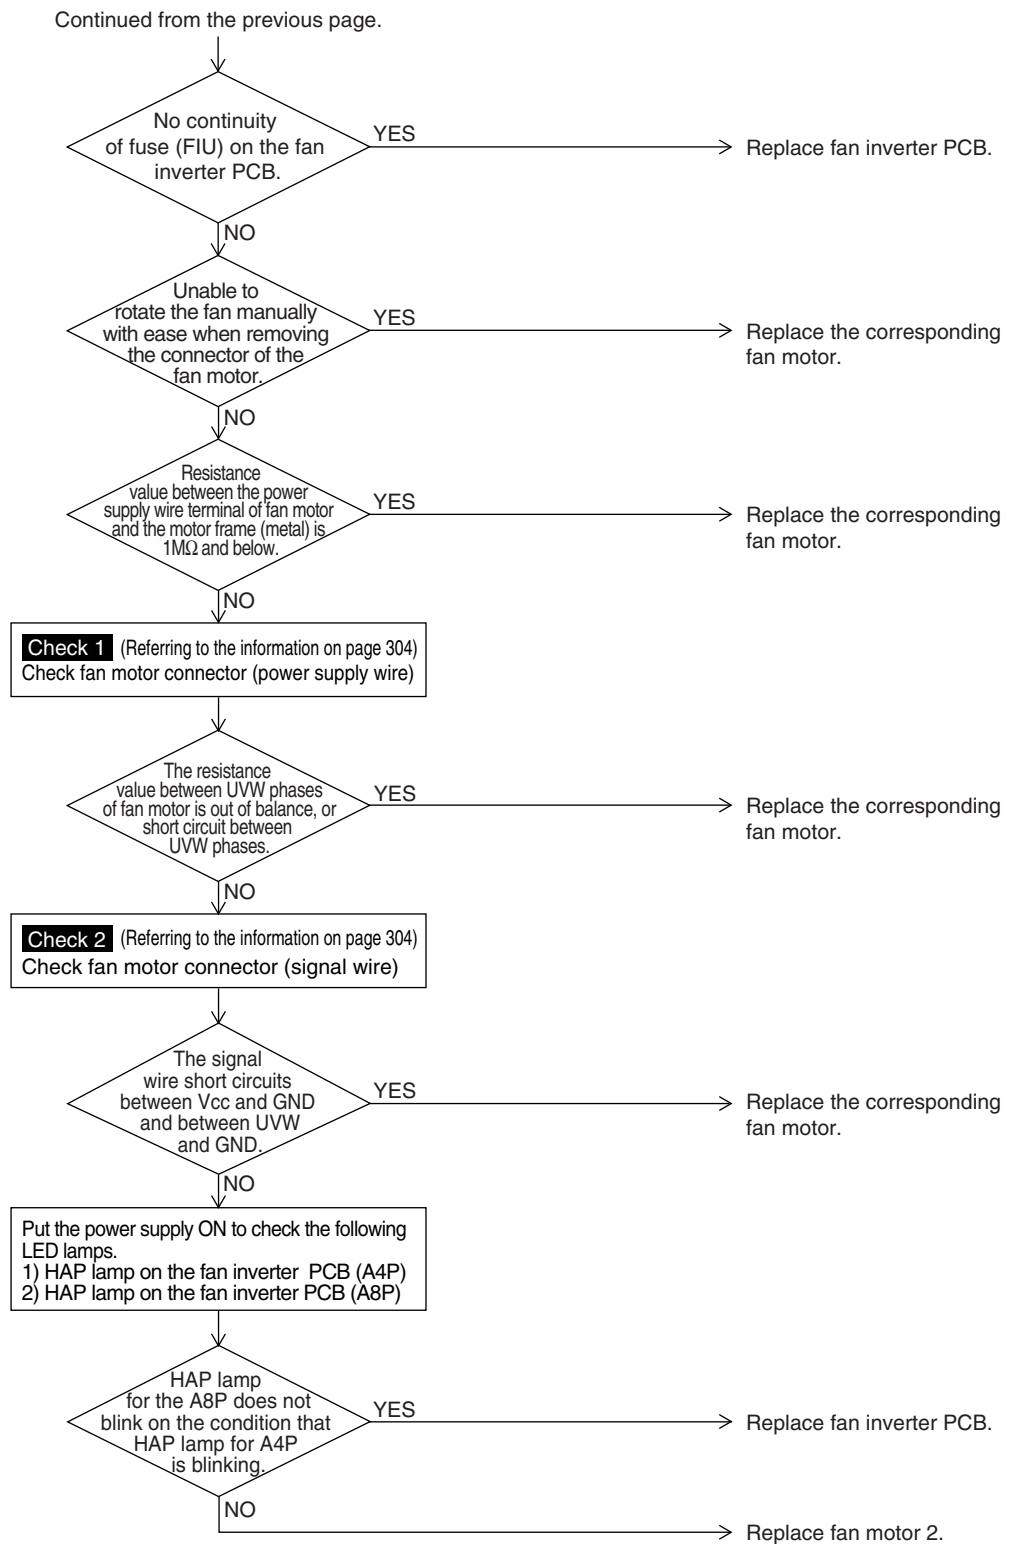 Continued from the previous page.
No continuity
of fuse (FIU) on the fan
inverter PCB.
YES
Replace fan inverter PCB.
NO
Unable to
rotate the fan manually
with ease when removing
the connector of the
fan motor.
YES
Replace the corresponding
fan motor.
NO
Resistance
value between the power
supply wire terminal of fan motor
and the motor frame (metal) is
1MΩ and below.
YES
Replace the corresponding
fan motor.
NO
Check 1 (Referring to the information on page 304)
Check fan motor connector (power supply wire)
The resistance
value between UVW phases
of fan motor is out of balance, or
short circuit between
UVW phases.
YES
Replace the corresponding
fan motor.
NO
Check 2 (Referring to the information on page 304)
Check fan motor connector (signal wire)
The signal
wire short circuits
between Vcc and GND
and between UVW
and GND.
YES
Replace the corresponding
fan motor.
NO
Put the power supply ON to check the following
LED lamps.
1) HAP lamp on the fan inverter PCB (A4P)
2) HAP lamp on the fan inverter PCB (A8P)
HAP lamp
for the A8P does not
blink on the condition that
HAP lamp for A4P
is blinking.
YES
Replace fan inverter PCB.
NO
Replace fan motor 2.